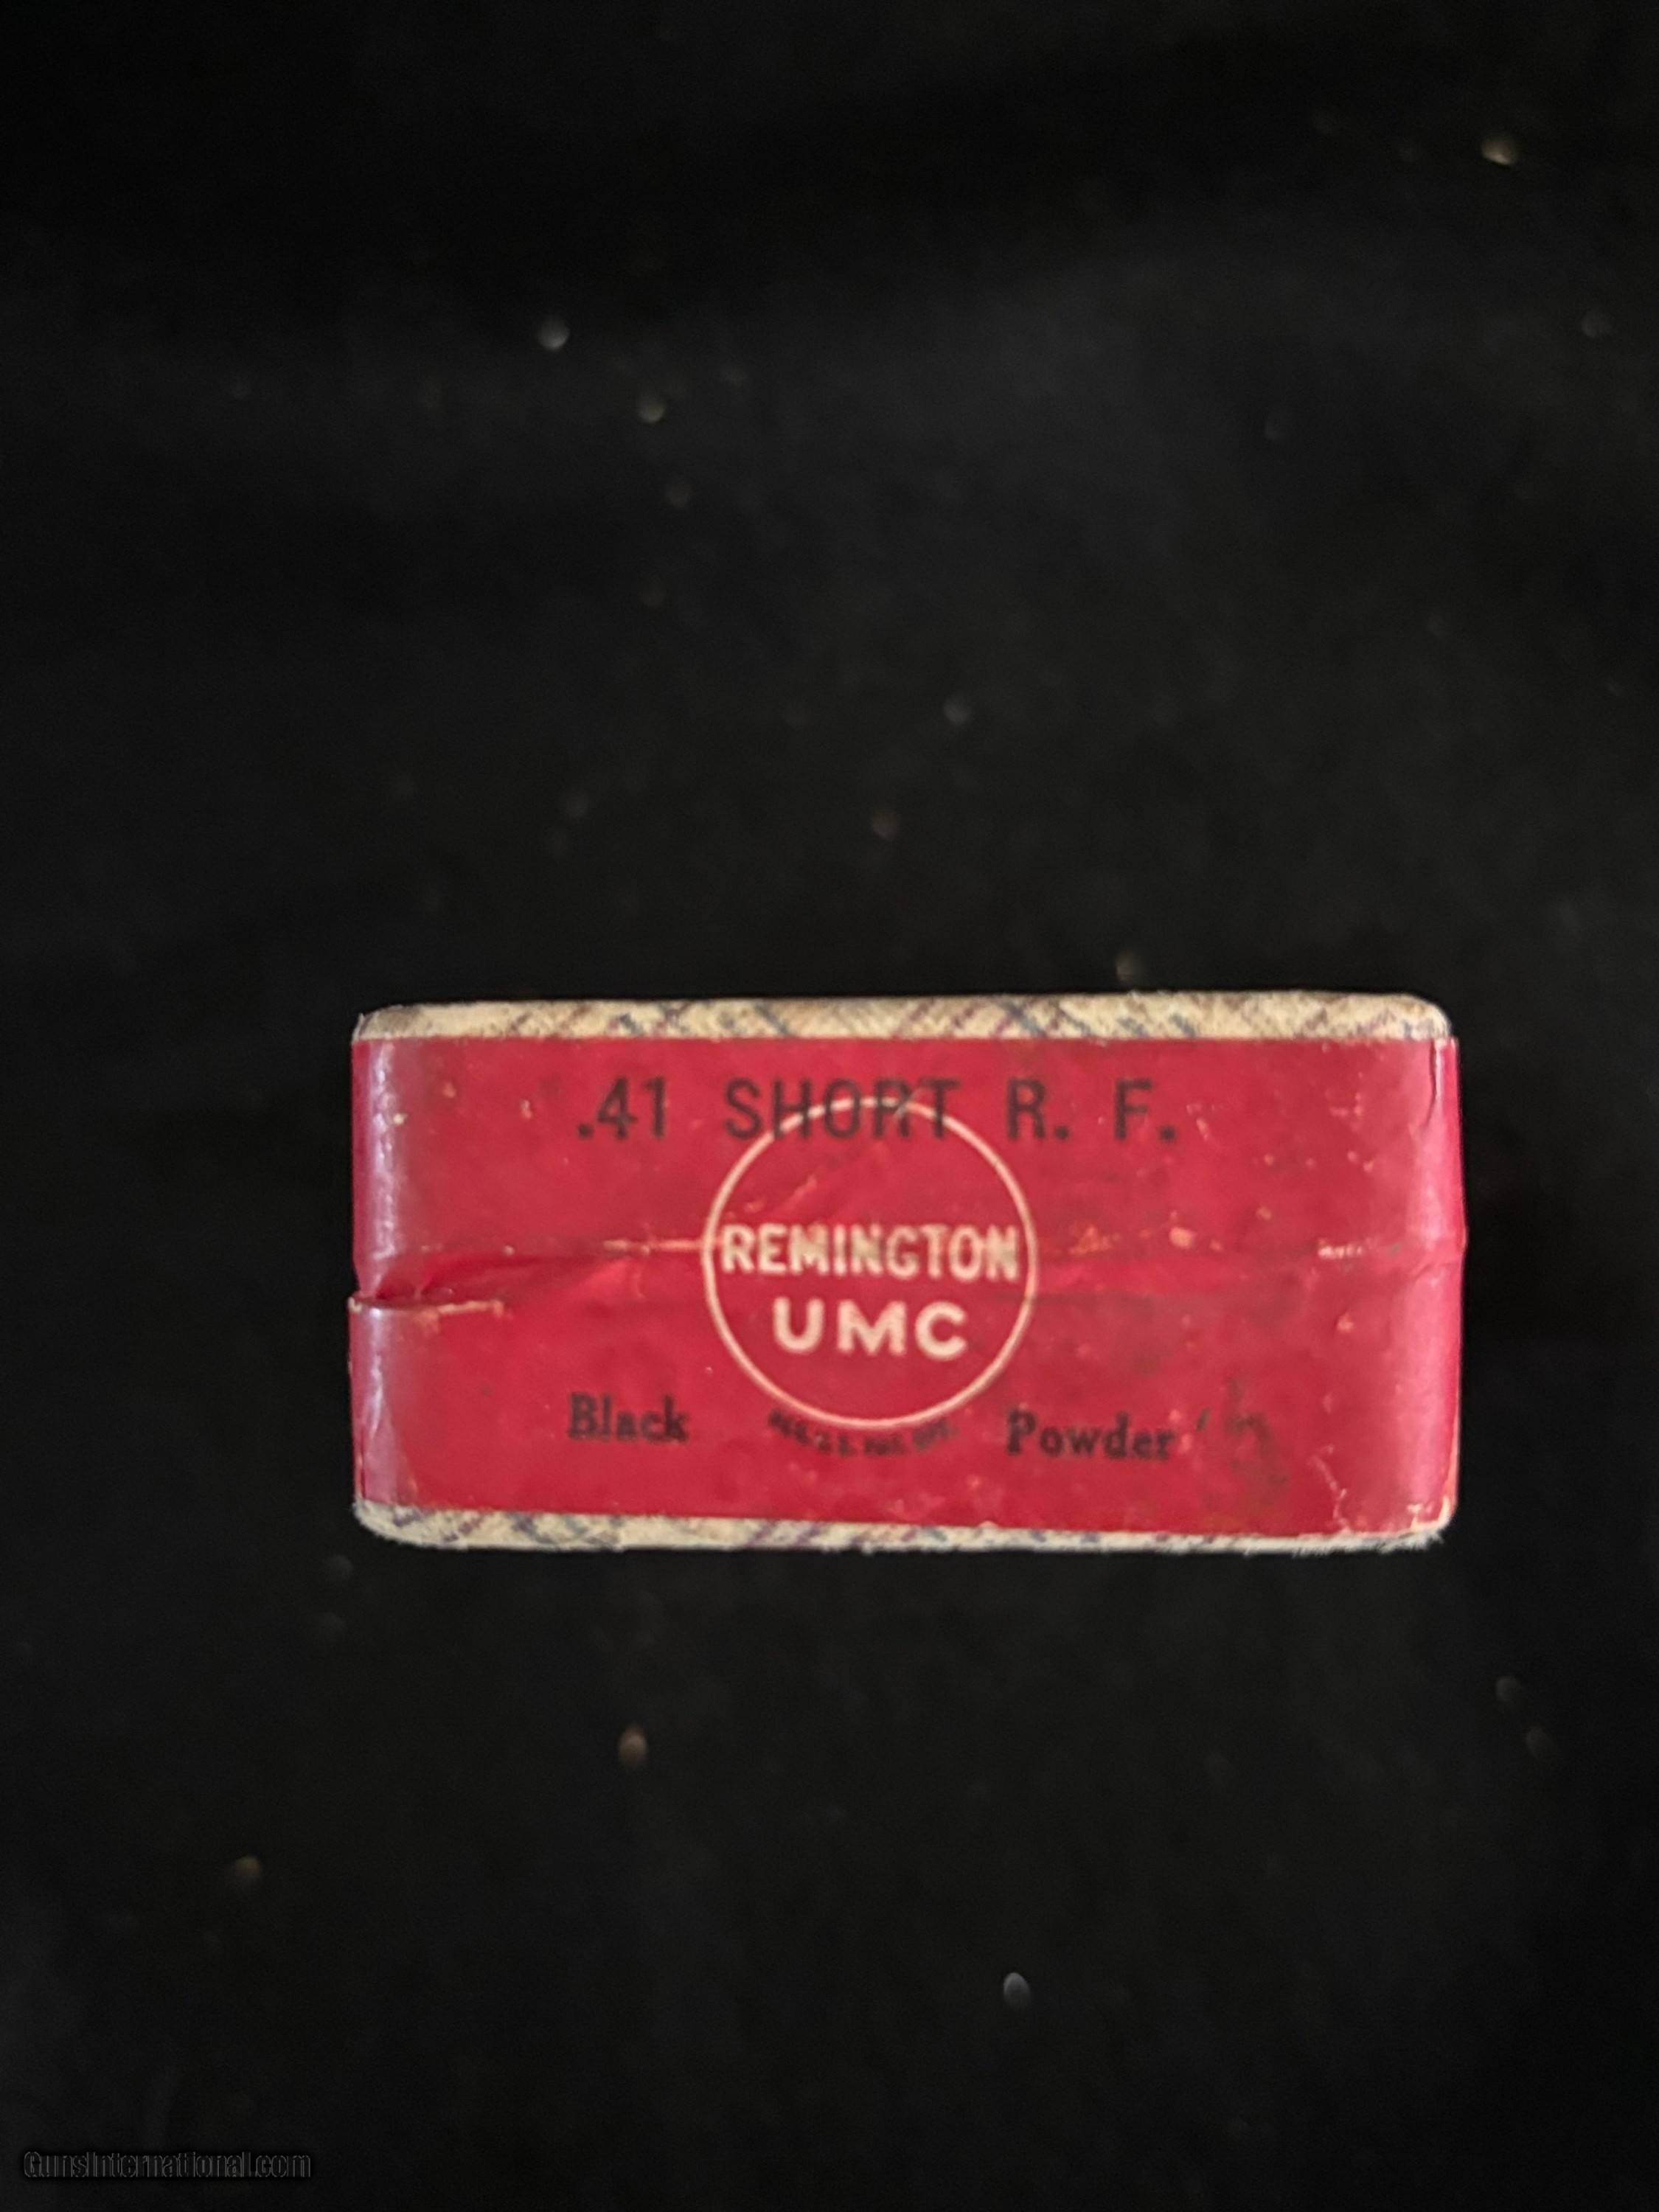 .41 SHORT R. F.
REMINGTON
UMC
Black Powder
GunsInternational.com